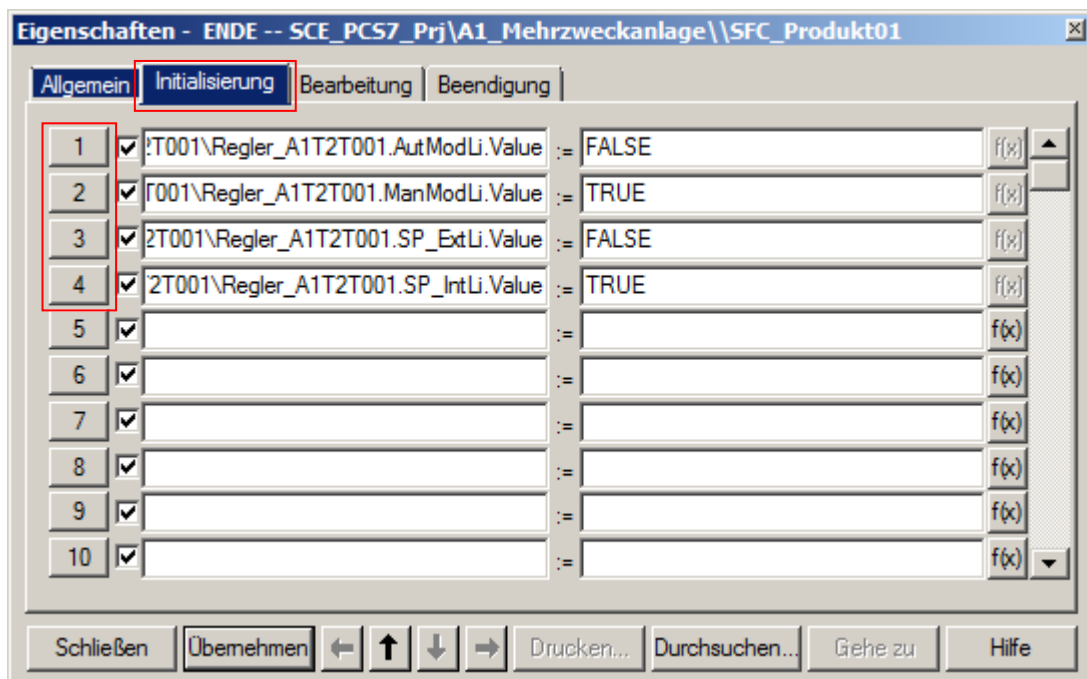 Eigenschaften - ENDE -- SCE_PCS7_Prj\A1_Mehrzweckanlage\\SFC_Produkt01
Allgemein Initialisierung Bearbeitung Beendigung
1 2T001\Regler_A1T2T001.AutModLi.Value := FALSE f(x)
2 T001\Regler_A1T2T001.ManModLi.Value := TRUE f(x)
3 2T001\Regler_A1T2T001.SP_ExtLi.Value := FALSE f(x)
4 2T001\Regler_A1T2T001.SP_IntLi.Value := TRUE f(x)
5 := f(x)
6 := f(x)
7 := f(x)
8 := f(x)
9 := f(x)
10 := f(x)
Schließen Übernehmen Drucken... Durchsuchen... Gehe zu Hilfe